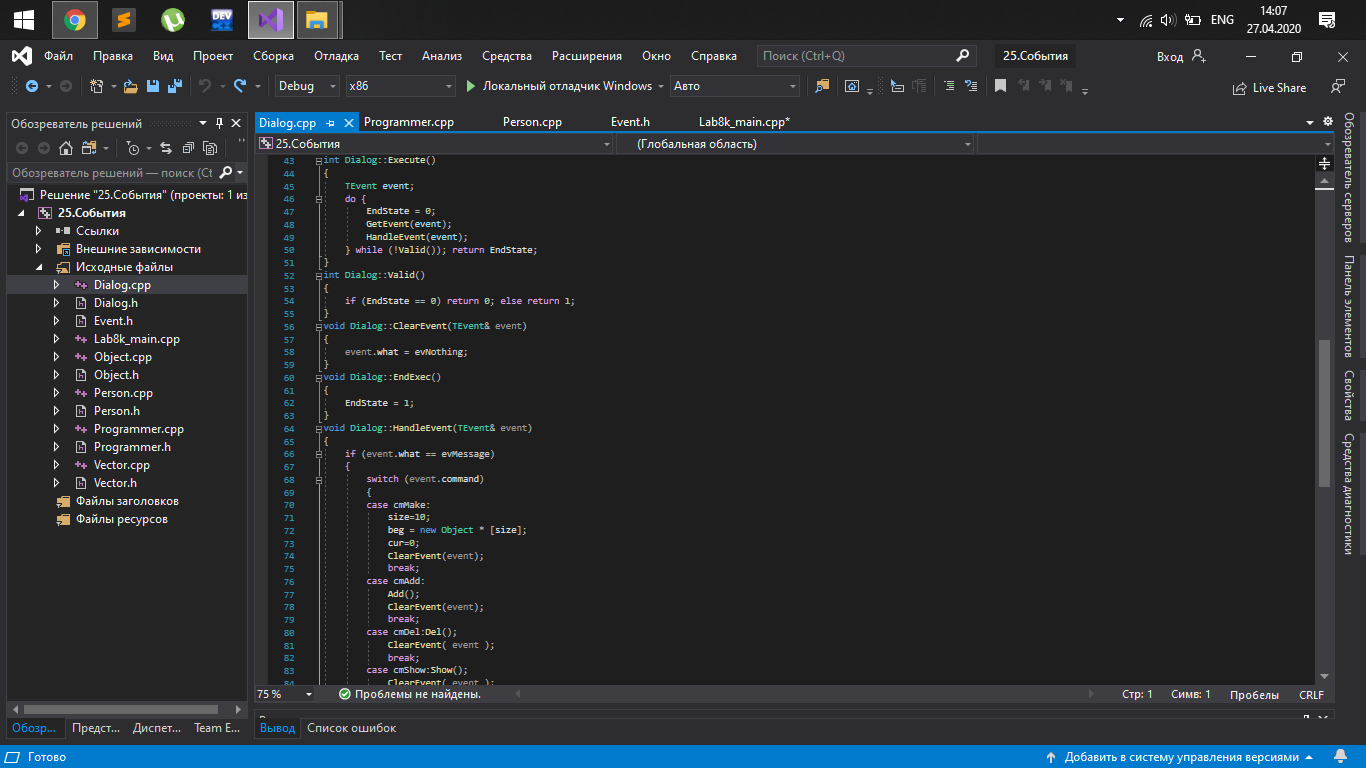 DEV
C++
ENG
14:07
27.04.2020
Файл Правка Вид Проект Сборка Отладка Тест Анализ Средства Расширения Окно Справка Поиск (Ctrl+Q) 25.События Вход
Debug x86 Локальный отладчик Windows Авто Live Share
Обозреватель решений
Обозреватель решений — поиск (Ct
Решение "25.События" (проекты: 1 из
25.События
Ссылки
Внешние зависимости
Исходные файлы
Dialog.cpp
Dialog.h
Event.h
Lab8k_main.cpp
Object.cpp
Object.h
Person.cpp
Person.h
Programmer.cpp
Programmer.h
Vector.cpp
Vector.h
Файлы заголовков
Файлы ресурсов
Обозр... Предст... Диспет... Team E...
Dialog.cpp Programmer.cpp Person.cpp Event.h Lab8k_main.cpp*
25.События (Глобальная область)
43 int Dialog::Execute()
44 {
45 TEvent event;
46 do {
47 EndState = 0;
48 GetEvent(event);
49 HandleEvent(event);
50 } while (!Valid()); return EndState;
51 }
52 int Dialog::Valid()
53 {
54 if (EndState == 0) return 0; else return 1;
55 }
56 void Dialog::ClearEvent(TEvent& event)
57 {
58 event.what = evNothing;
59 }
60 void Dialog::EndExec()
61 {
62 EndState = 1;
63 }
64 void Dialog::HandleEvent(TEvent& event)
65 {
66 if (event.what == evMessage)
67 {
68 switch (event.command)
69 {
70 case cmMake:
71 size=10;
72 beg = new Object * [size];
73 cur=0;
74 ClearEvent(event);
75 break;
76 case cmAdd:
77 Add();
78 ClearEvent(event);
79 break;
80 case cmDel:Del();
81 ClearEvent( event );
82 break;
83 case cmShow:Show();
84 ClearEvent( event );
75 % Проблемы не найдены. Стр: 1 Симв: 1 Пробелы CRLF
Вывод Список ошибок
Обозреватель серверов
Панель элементов
Свойства
Средства диагностики
Готово Добавить в систему управления версиями